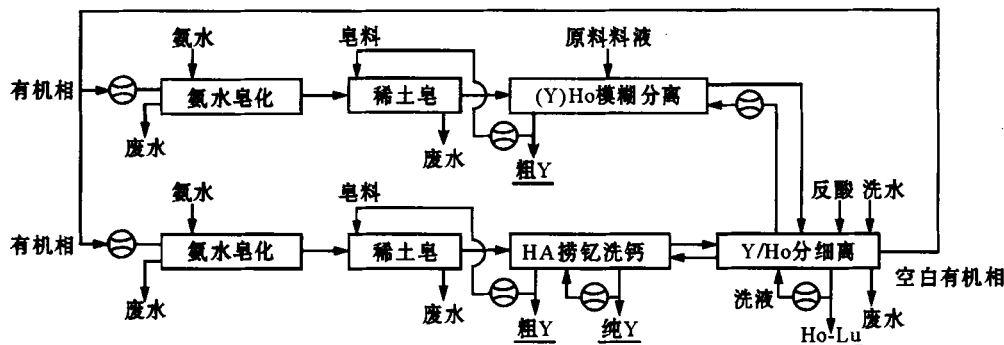 氨水
皂料
原料料液
有机相
氨水皂化
稀土皂
(Y)Ho模糊分离
废水
废水
粗Y
氨水
皂料
反酸 洗水
有机相
氨水皂化
稀土皂
HA捞钇洗钙
Y/Ho分细离
空白有机相
废水
废水
粗Y
纯Y
洗液
Ho-Lu
废水